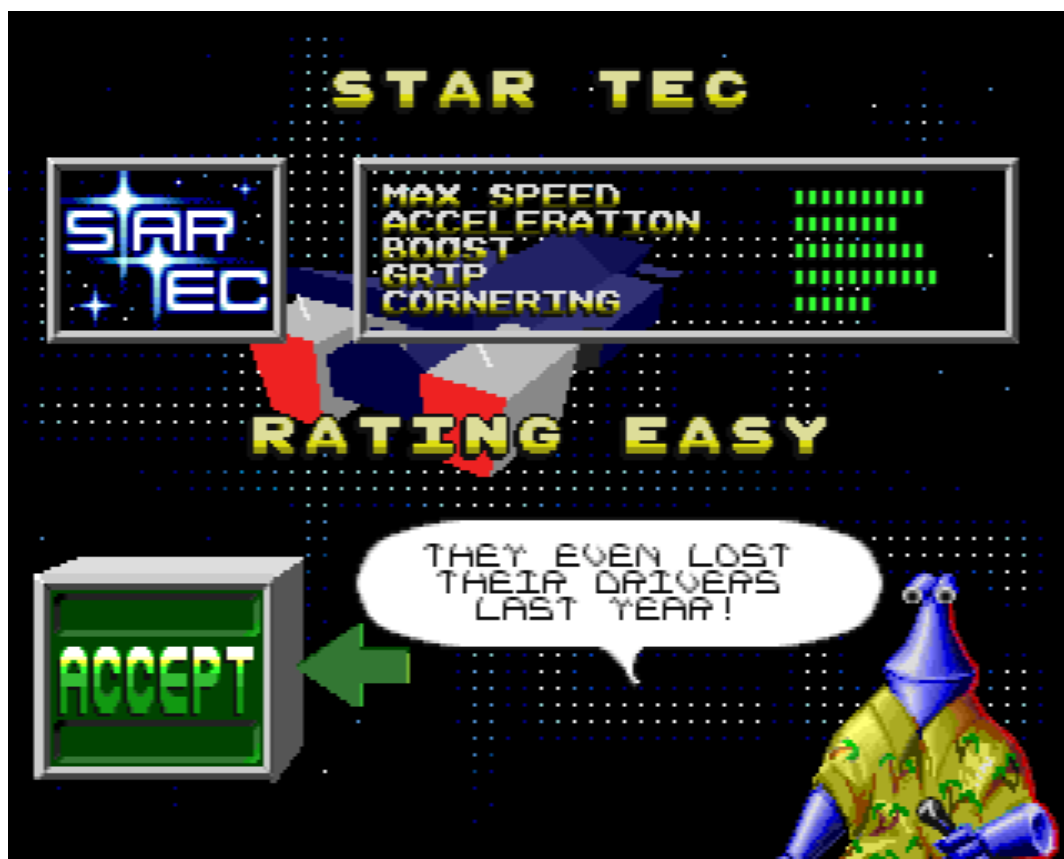 STAR TEC
STAR
TEC
MAX SPEED
ACCELERATION
BOOST
GRIP
CORNERING
RATING EASY
THEY EVEN LOST
THEIR DRIVERS
LAST YEAR!
ACCEPT